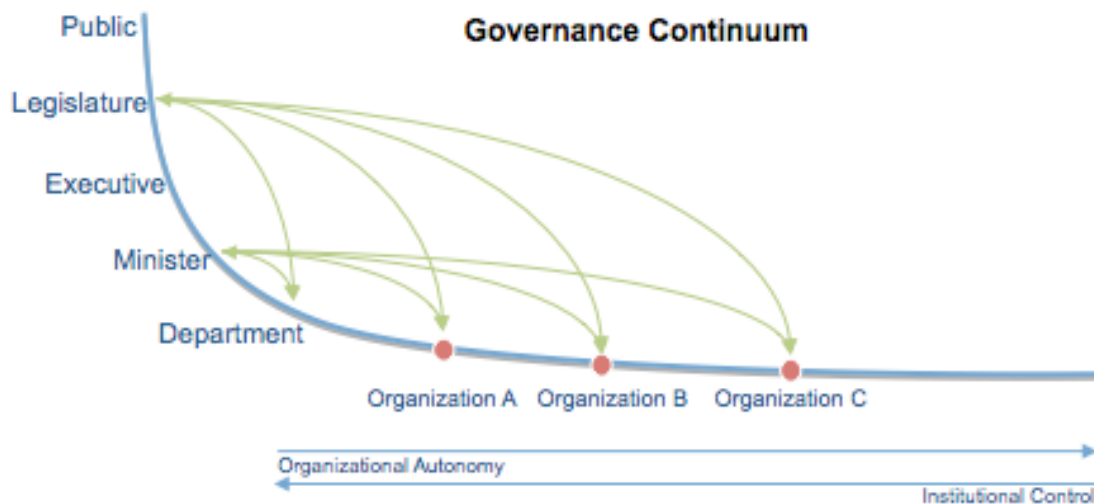 Governance Continuum
Public
Legislature
Executive
Minister
Department
Organization A
Organization B
Organization C
Organizational Autonomy
Institutional Control